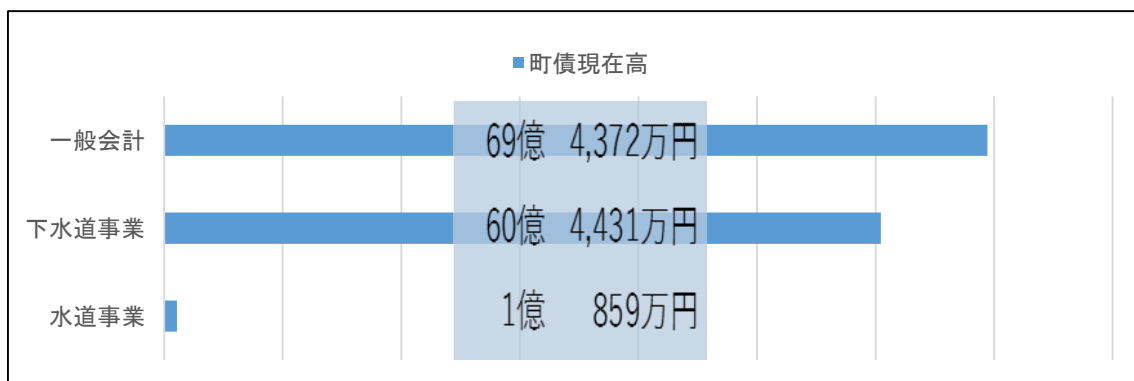 町債現在高
一般会計 69億 4,372万円
下水道事業 60億 4,431万円
水道事業 1億 859万円